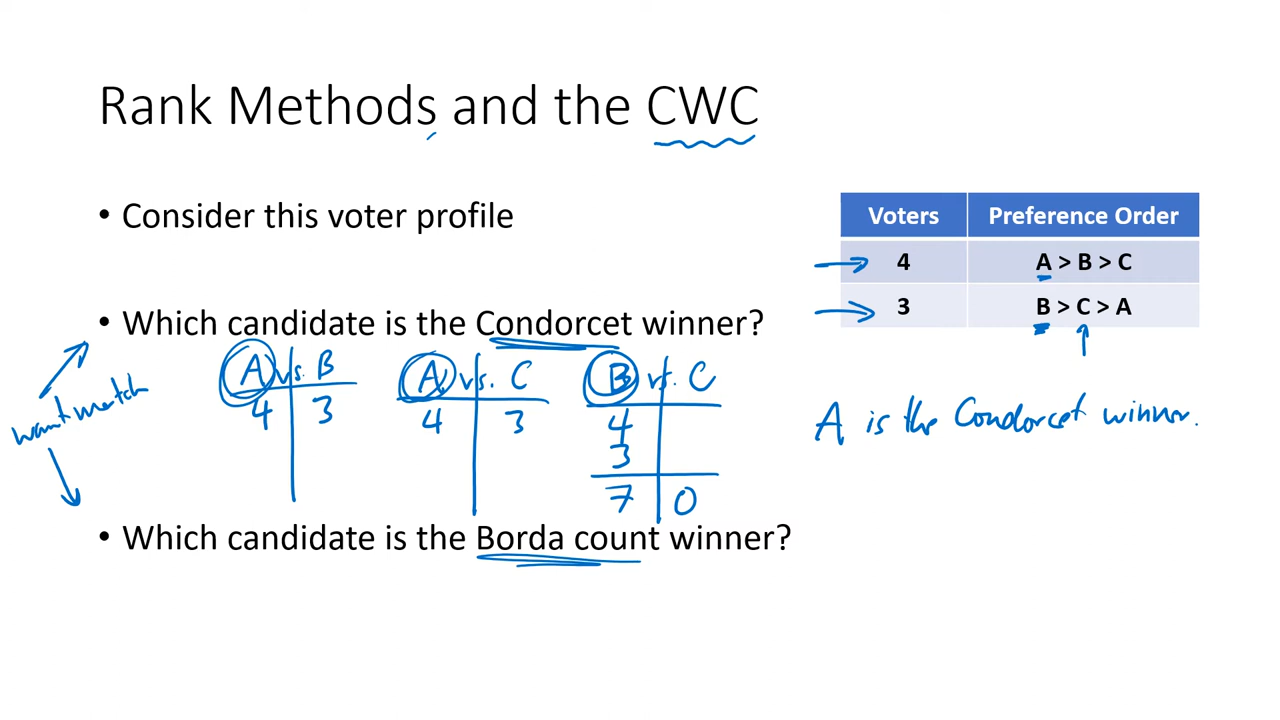 Rank Methods and the CWC
• Consider this voter profile
Voters Preference Order
4 A > B > C
3 B > C > A
• Which candidate is the Condorcet winner?
want match
A vs. B
4 3
A vs. C
4 3
B vs. C
4
3
7 0
A is the Condorcet winner.
• Which candidate is the Borda count winner?